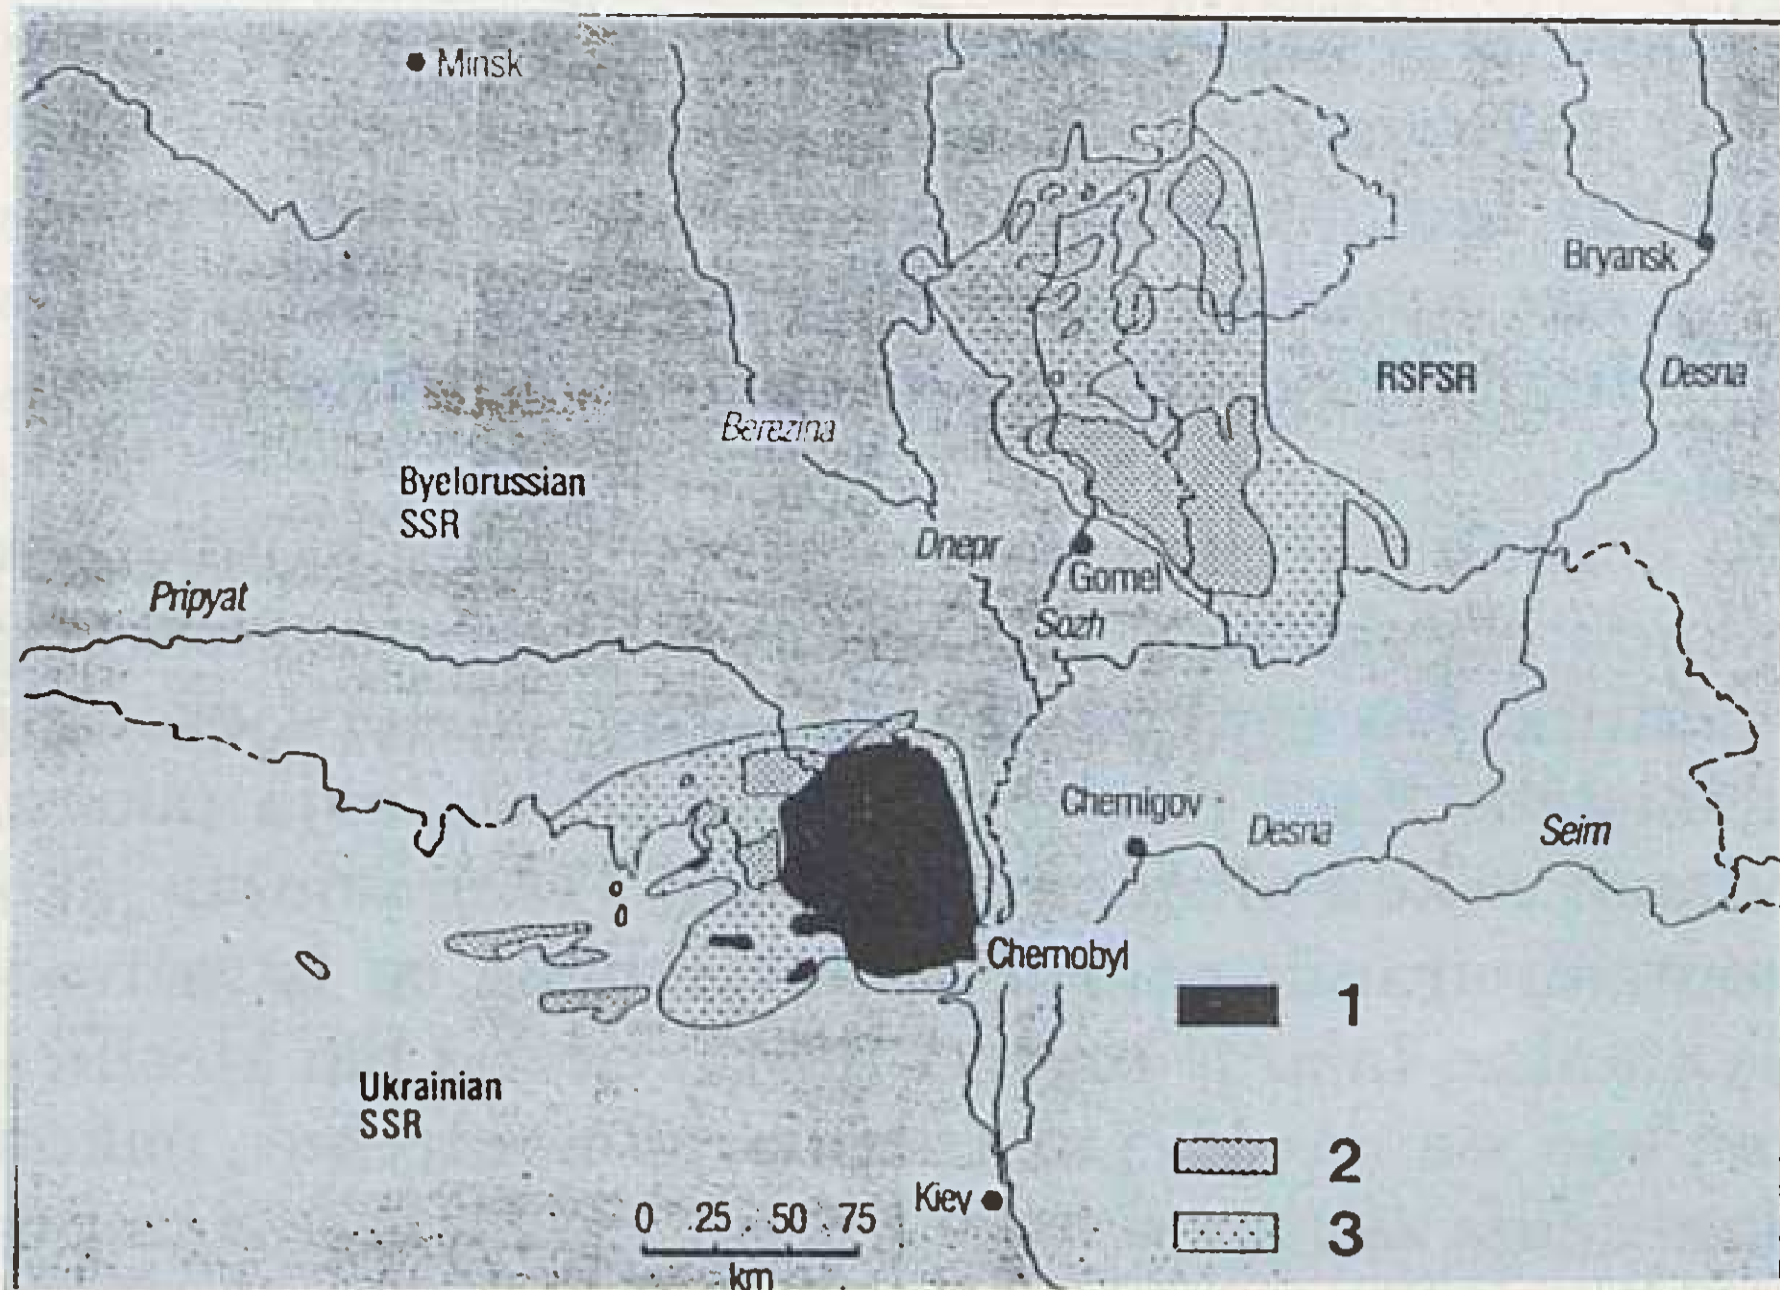 Minsk
Bryansk
RSFSR
Desna
Berezina
Byelorussian
SSR
Dnepr
Gomel
Pripyat
Sozh
Chernigov
Desna
Seim
Chernobyl
1
Ukrainian
SSR
2
Kiev
0 25 50 75
km
3